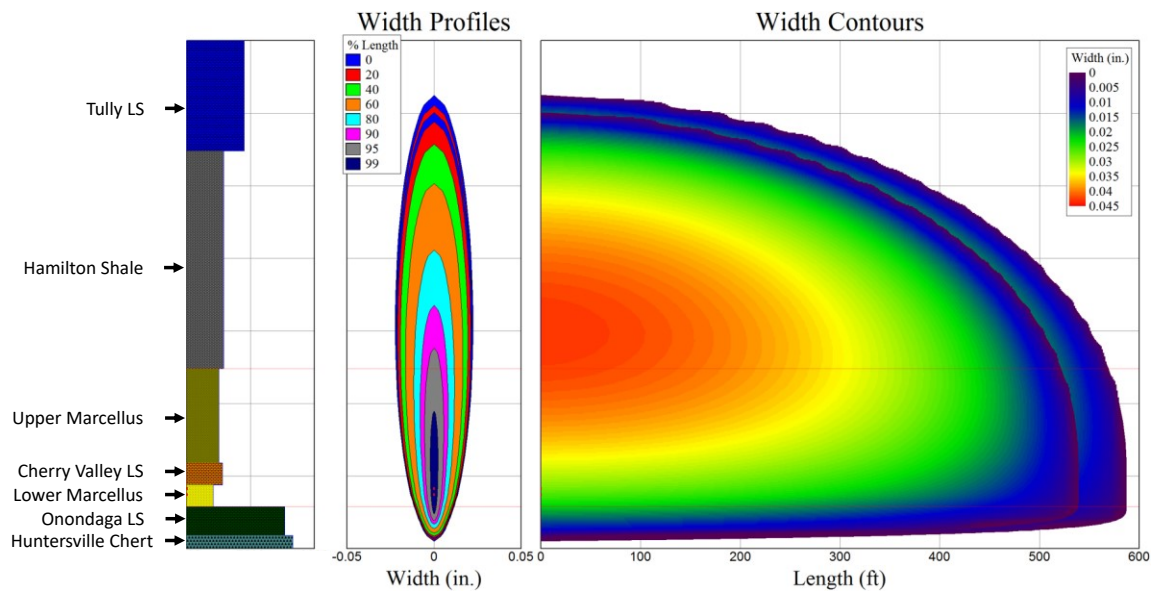 Width Profiles
Width Contours
Tully LS
Hamilton Shale
Upper Marcellus
Cherry Valley LS
Lower Marcellus
Onondaga LS
Huntersville Chert
% Length
0
20
40
60
80
90
95
99
-0.05 0 0.05
Width (in.)
Width (in.)
0
0.005
0.01
0.015
0.02
0.025
0.03
0.035
0.04
0.045
0 100 200 300 400 500 600
Length (ft)